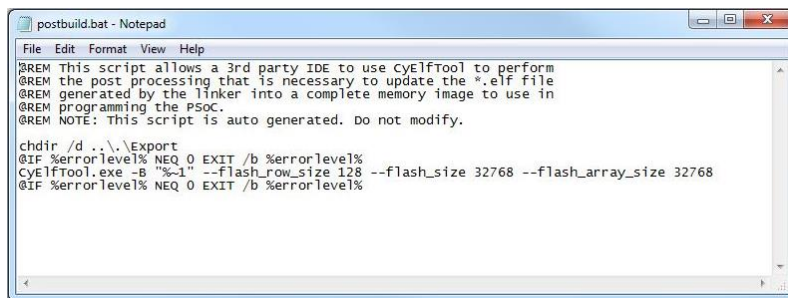 postbuild.bat - Notepad
File Edit Format View Help
@REM This script allows a 3rd party IDE to use CyElfTool to perform
@REM the post processing that is necessary to update the *.elf file
@REM generated by the linker into a complete memory image to use in
@REM programming the PSoC.
@REM NOTE: This script is auto generated. Do not modify.
chdir /d ..\.\Export
@IF %errorlevel% NEQ 0 EXIT /b %errorlevel%
CyElfTool.exe -B "%~1" --flash_row_size 128 --flash_size 32768 --flash_array_size 32768
@IF %errorlevel% NEQ 0 EXIT /b %errorlevel%